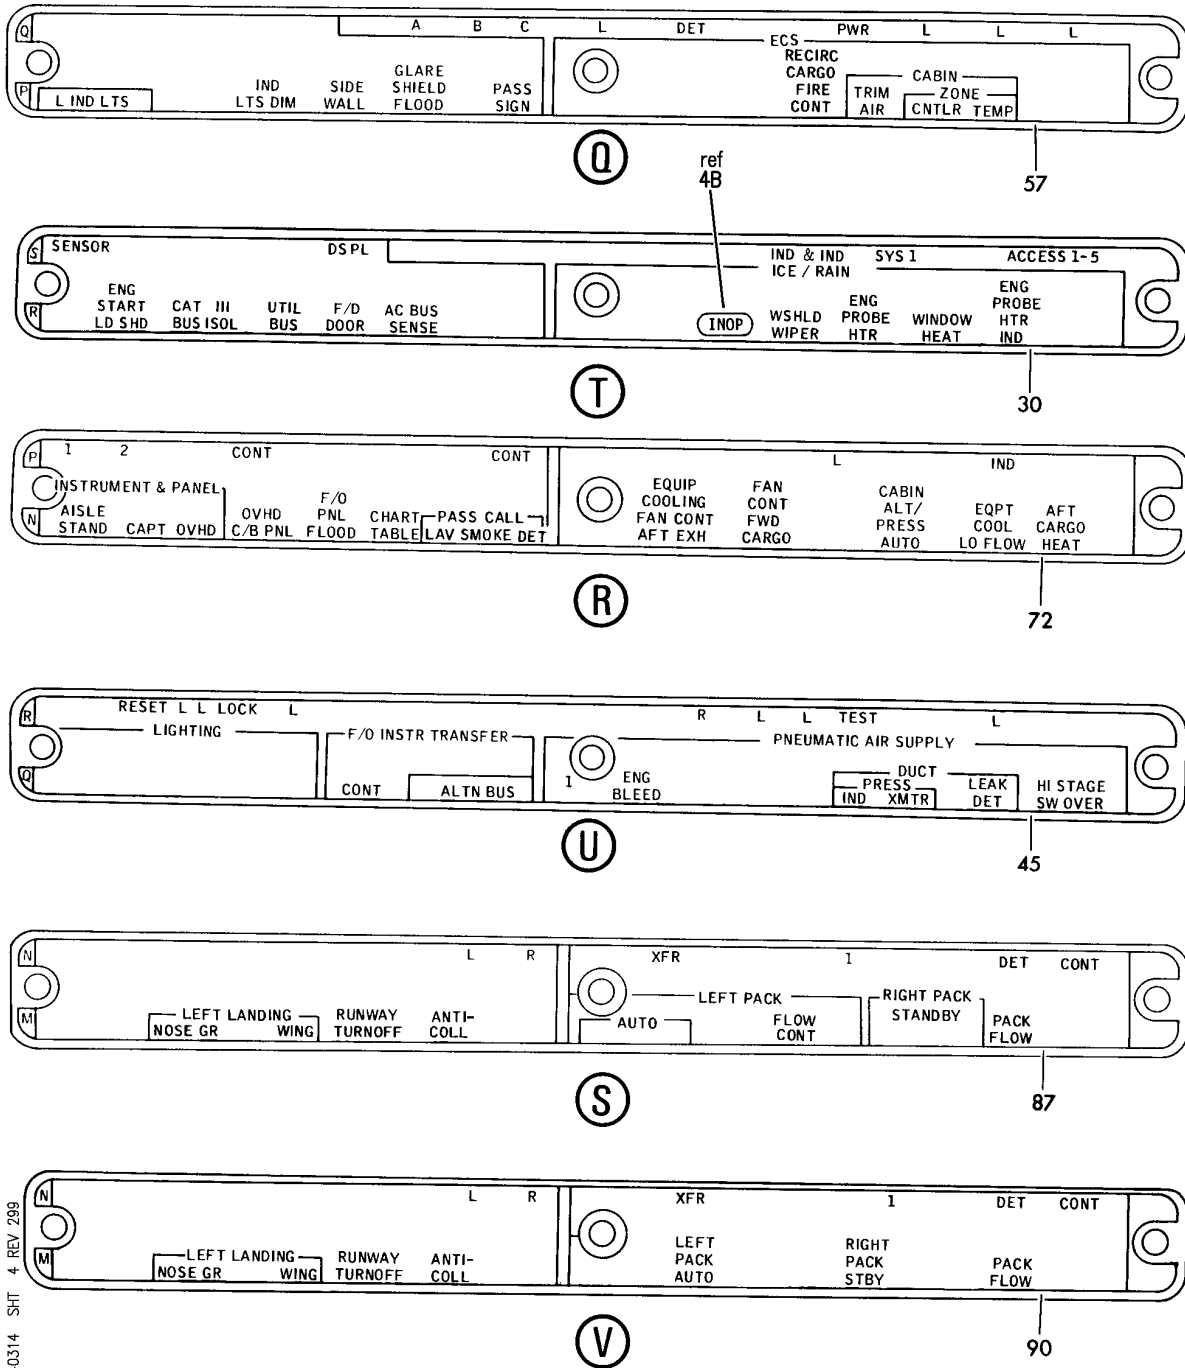 Q A B C L DET PWR L L L
ECS
RECIRC
GLARE CARGO CABIN
IND SIDE SHIELD PASS FIRE TRIM ZONE
P L IND LTS LTS DIM WALL FLOOD SIGN CONT AIR CNTLR TEMP
Q
57
ref
4B
S SENSOR DSPL IND & IND SYS 1 ACCESS 1-5
ICE / RAIN
ENG ENG
START CAT III UTIL F/D AC BUS WSHLD ENG PROBE WINDOW PROBE
R LD SHD BUS ISOL BUS DOOR SENSE INOP WIPER HTR HEAT HTR IND
T
30
P 1 2 CONT CONT L IND
INSTRUMENT & PANEL F/O EQUIP FAN CABIN
AISLE OVHD PNL CHART PASS CALL COOLING CONT ALT/ EQPT AFT
N STAND CAPT OVHD C/B PNL FLOOD TABLE LAV SMOKE DET FAN CONT FWD PRESS COOL CARGO
AFT EXH CARGO AUTO LO FLOW HEAT
R
72
R RESET L L LOCK L R L L TEST L
LIGHTING F/O INSTR TRANSFER PNEUMATIC AIR SUPPLY
DUCT
1 ENG PRESS LEAK HI STAGE
Q CONT ALTN BUS BLEED IND XMTR DET SW OVER
U
45
N L R XFR 1 DET CONT
LEFT PACK RIGHT PACK
LEFT LANDING RUNWAY ANTI- AUTO FLOW STANDBY PACK
M NOSE GR WING TURNOFF COLL CONT FLOW
S
87
N L R XFR 1 DET CONT
LEFT RIGHT
LEFT LANDING RUNWAY ANTI- PACK PACK PACK
M NOSE GR WING TURNOFF COLL AUTO STBY FLOW
V
90
0314 SHT 4 REV 299